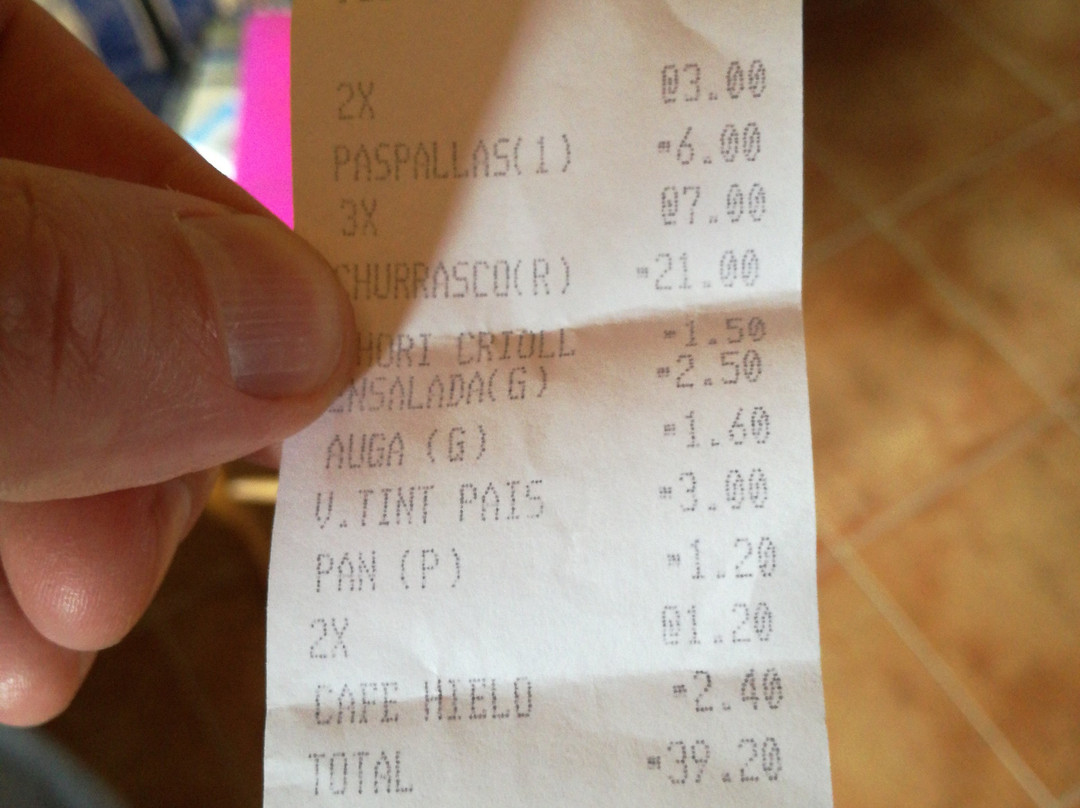 2X @3.00
PASPALLAS(1) =6.00
3X @7.00
CHURRASCO(R) =21.00
HORI CRIOLL =1.50
ENSALADA(G) =2.50
AUGA (G) =1.60
V.TINT PAIS =3.00
PAN (P) =1.20
2X @1.20
CAFE HIELO =2.40
TOTAL =39.20